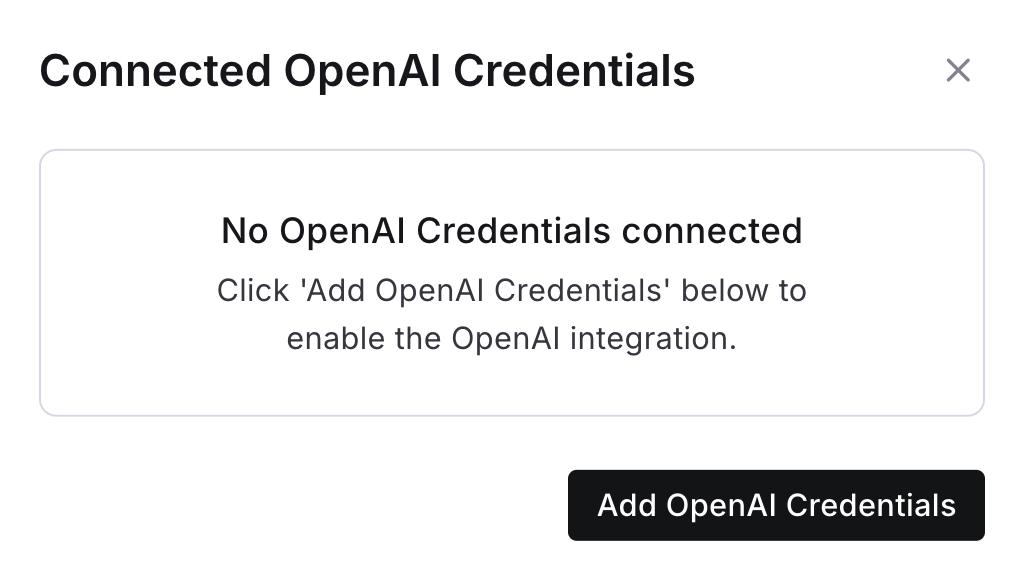 Connected OpenAI Credentials
No OpenAI Credentials connected
Click 'Add OpenAI Credentials' below to
enable the OpenAI integration.
Add OpenAI Credentials